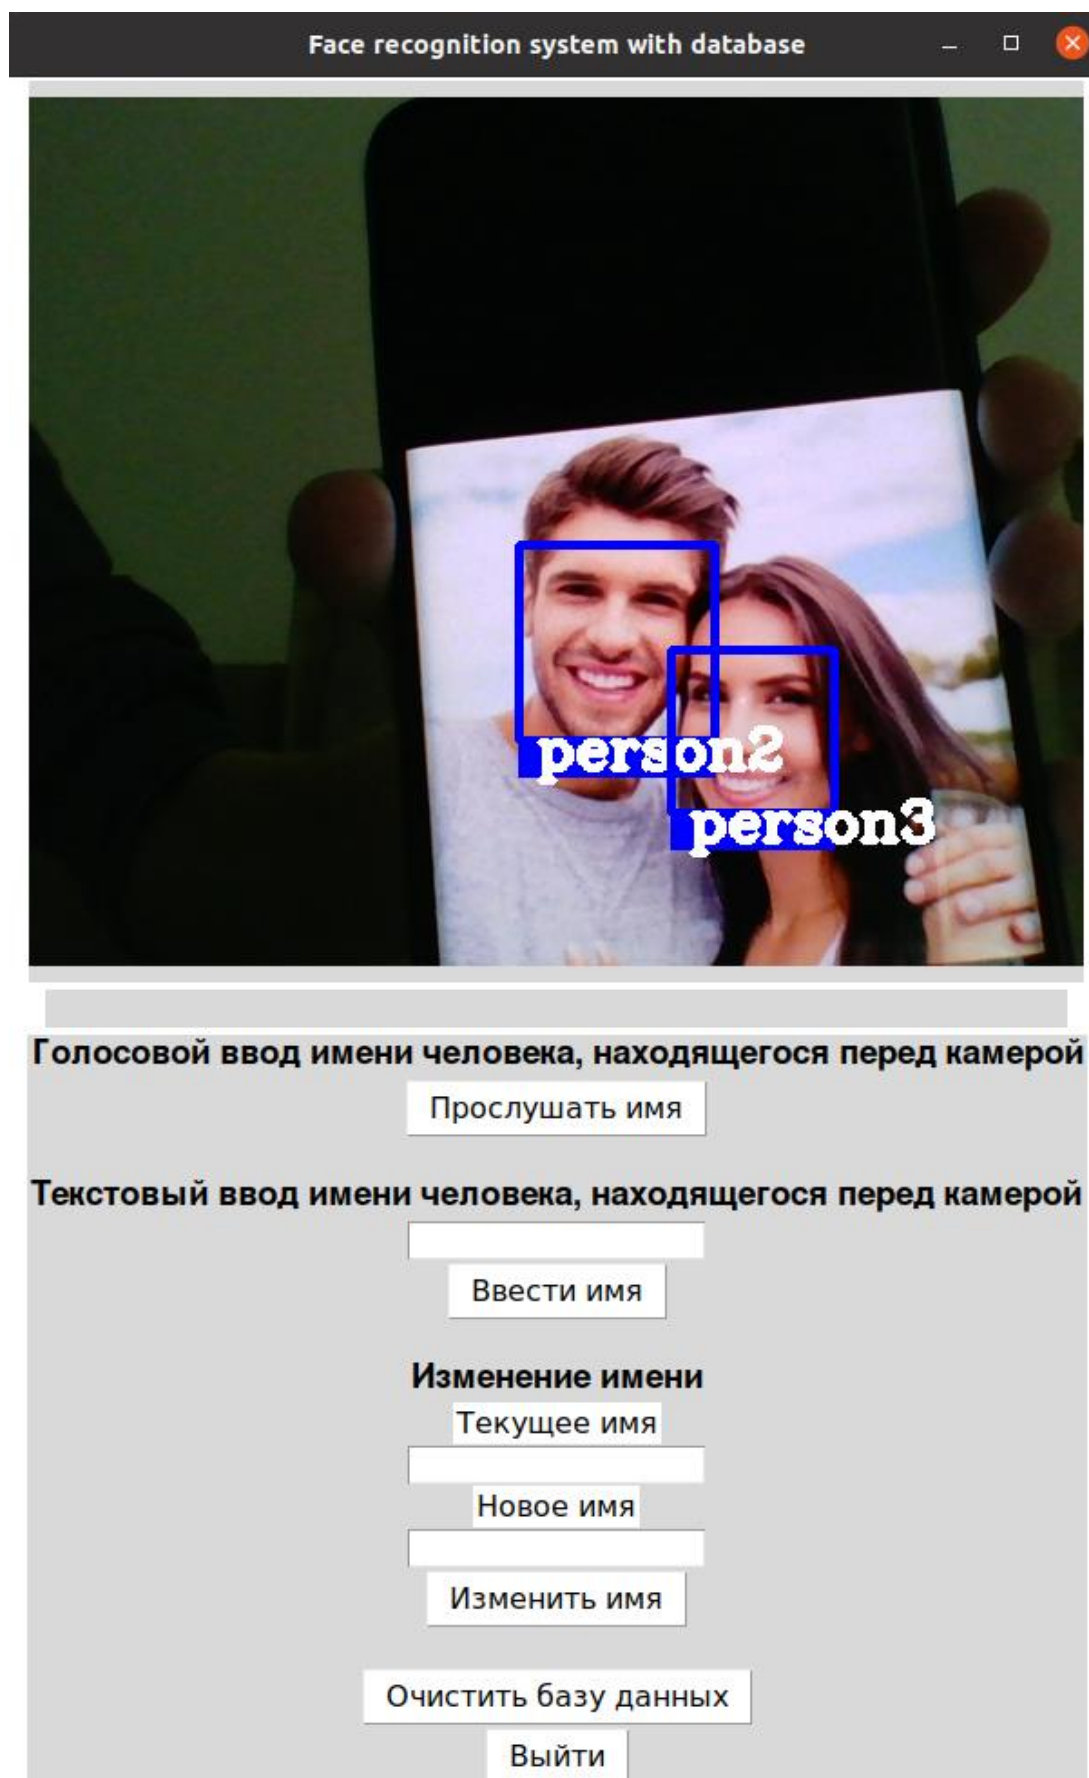 Face recognition system with database
person2
person3
Голосовой ввод имени человека, находящегося перед камерой
Прослушать имя
Текстовый ввод имени человека, находящегося перед камерой
Ввести имя
Изменение имени
Текущее имя
Новое имя
Изменить имя
Очистить базу данных
Выйти